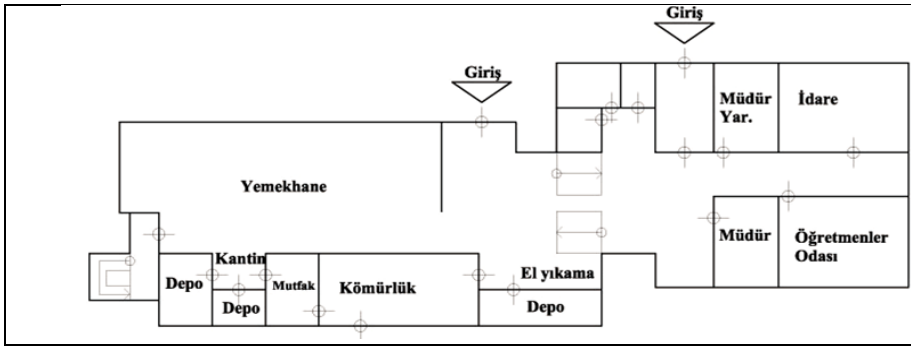 Giriş
Giriş
Müdür
Yar.
İdare
Yemekhane
Müdür
Öğretmenler
Odası
Kantin
El yıkama
Depo
Mutfak
Kömürlük
Depo
Depo